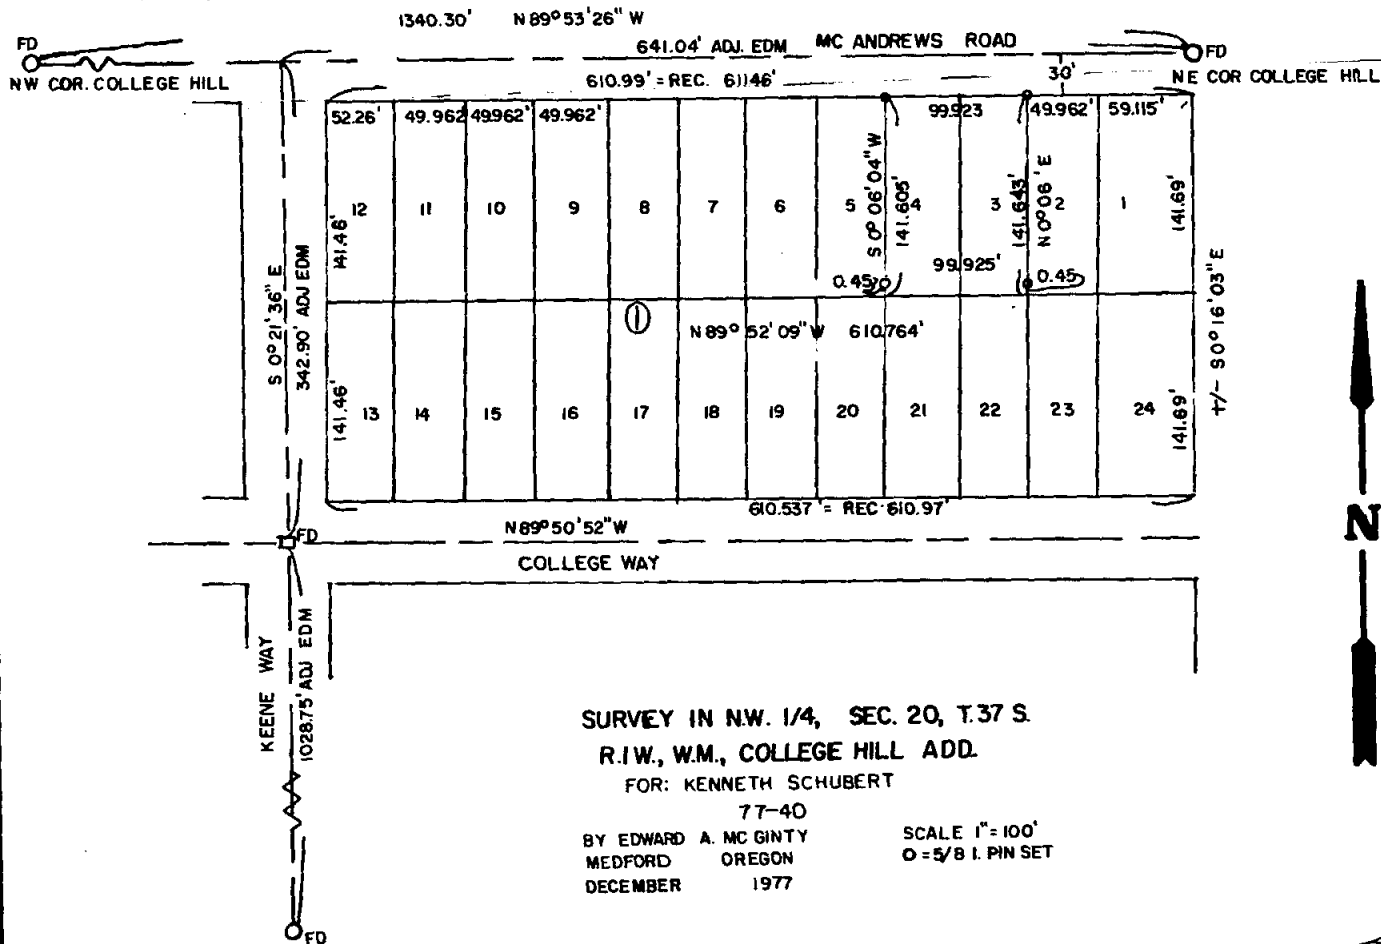 1340.30' N89°53'26"W
FD
641.04' ADJ. EDM MC ANDREWS ROAD
FD
NW COR. COLLEGE HILL
610.99' = REC. 611.46'
30'
NE COR COLLEGE HILL
52.26' 49.962 49.962' 49.962' 99.923 49.962' 59.115'
12 11 10 9 8 7 6 5 4 3 2 1
141.46'
S 0°06'04"W
141.605'
141.643'
N 0°06'E
141.69'
99.925'
0.45' 0.45
S 0°21'36"E
342.90' ADJ EDM
1
N89°52'09"W 610.764'
+/- S0°16'03"E
141.46'
13 14 15 16 17 18 19 20 21 22 23 24
141.69'
610.537' = REC 610.97'
N89°50'52"W
FD
COLLEGE WAY
N
KEENE WAY
1028.75' ADJ EDM
FD
SURVEY IN N.W. 1/4, SEC. 20, T.37 S.
R.1W., W.M., COLLEGE HILL ADD.
FOR: KENNETH SCHUBERT
77-40
BY EDWARD A. MC GINTY
MEDFORD OREGON
DECEMBER 1977
SCALE 1"=100'
O=5/8 I. PIN SET